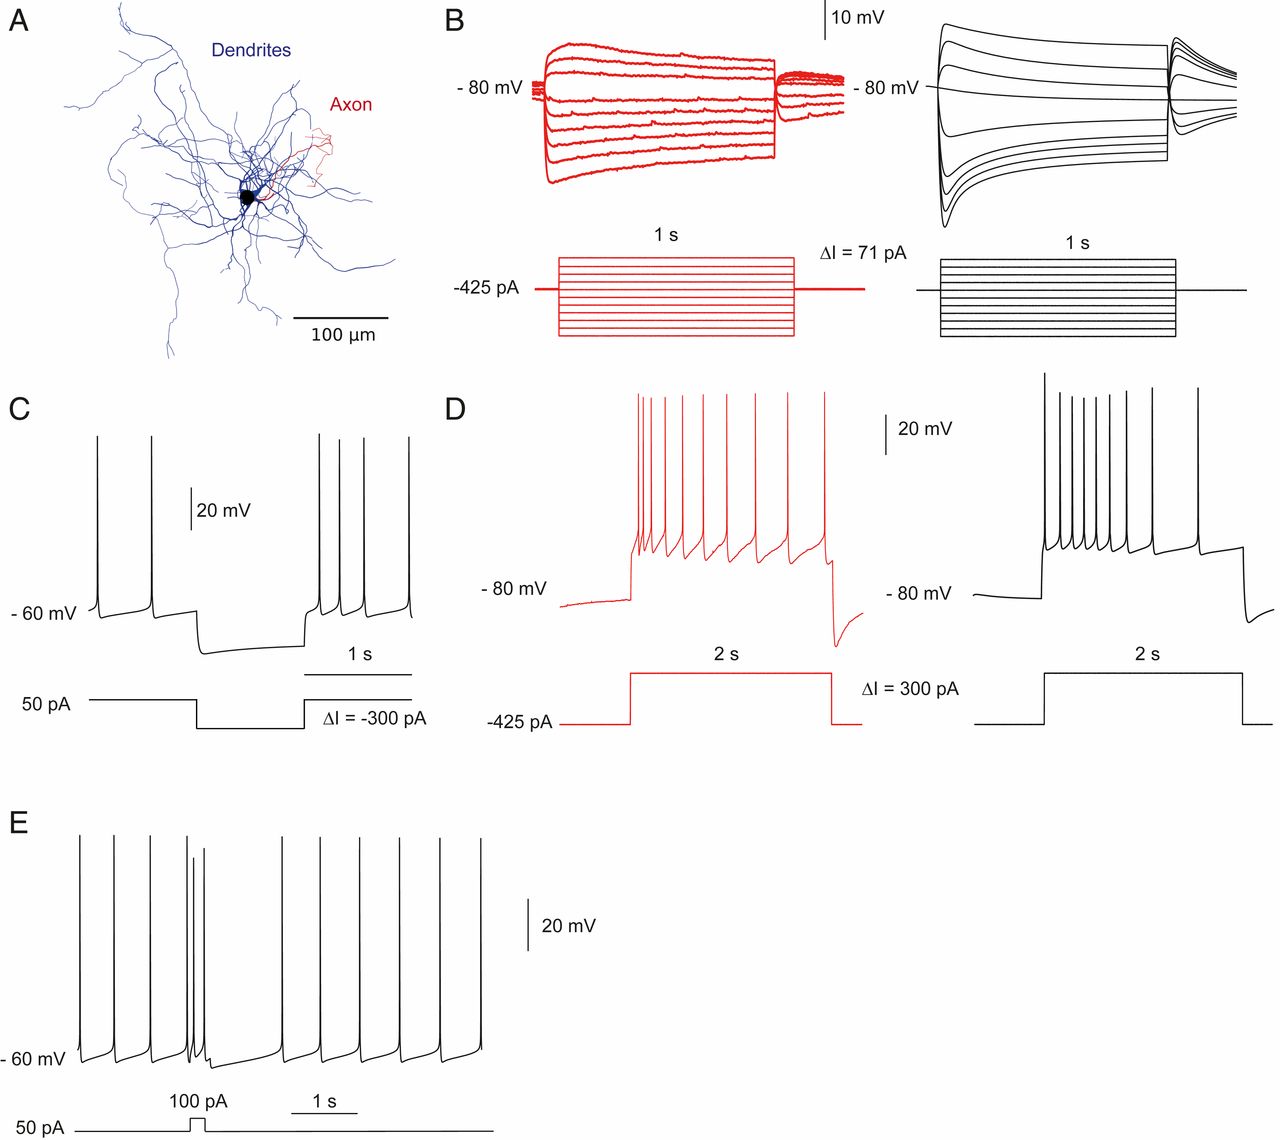 A
Dendrites
Axon
100 µm
B
10 mV
- 80 mV
- 80 mV
1 s
ΔI = 71 pA
1 s
-425 pA
C
20 mV
- 60 mV
1 s
50 pA
ΔI = -300 pA
D
20 mV
- 80 mV
- 80 mV
2 s
2 s
ΔI = 300 pA
-425 pA
E
20 mV
- 60 mV
100 pA
1 s
50 pA